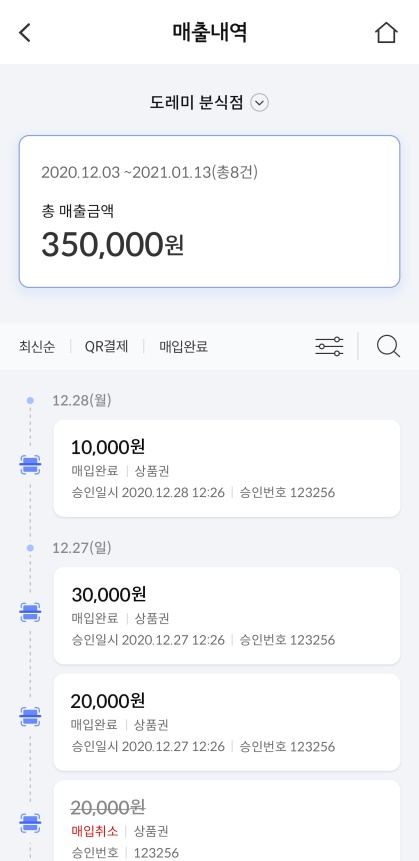 매출내역
도레미 분식점
2020.12.03 ~2021.01.13(총8건)
총 매출금액
350,000원
최신순 | QR결제 | 매입완료
12.28(월)
10,000원
매입완료 | 상품권
승인일시 2020.12.28 12:26 | 승인번호 123256
12.27(일)
30,000원
매입완료 | 상품권
승인일시 2020.12.27 12:26 | 승인번호 123256
20,000원
매입완료 | 상품권
승인일시 2020.12.27 12:26 | 승인번호 123256
20,000원
매입취소 | 상품권
승인번호 | 123256